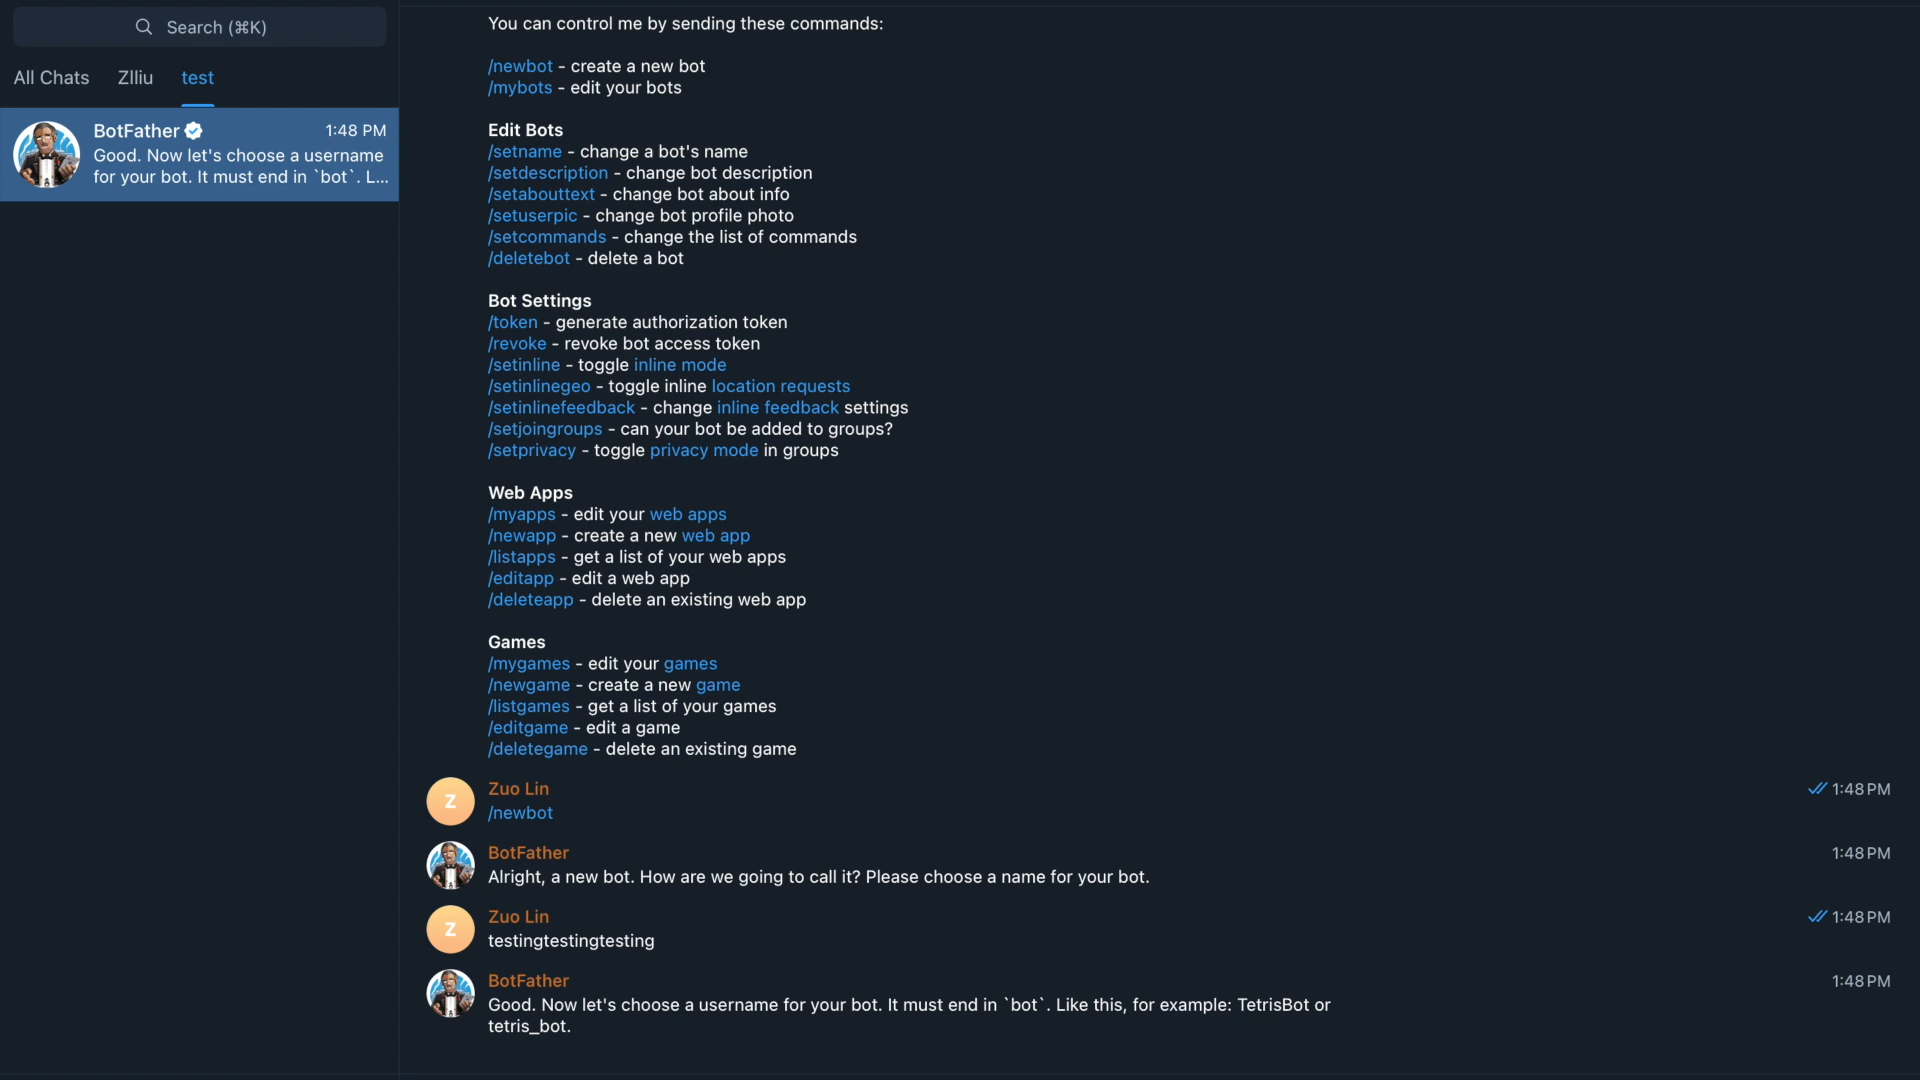 Search (⌘K)
All Chats
Zlliu
test
BotFather
1:48 PM
Good. Now let's choose a username
for your bot. It must end in `bot`. L...
You can control me by sending these commands:
/newbot - create a new bot
/mybots - edit your bots
Edit Bots
/setname - change a bot's name
/setdescription - change bot description
/setabouttext - change bot about info
/setuserpic - change bot profile photo
/setcommands - change the list of commands
/deletebot - delete a bot
Bot Settings
/token - generate authorization token
/revoke - revoke bot access token
/setinline - toggle inline mode
/setinlinegeo - toggle inline location requests
/setinlinefeedback - change inline feedback settings
/setjoingroups - can your bot be added to groups?
/setprivacy - toggle privacy mode in groups
Web Apps
/myapps - edit your web apps
/newapp - create a new web app
/listapps - get a list of your web apps
/editapp - edit a web app
/deleteapp - delete an existing web app
Games
/mygames - edit your games
/newgame - create a new game
/listgames - get a list of your games
/editgame - edit a game
/deletegame - delete an existing game
Z
Zuo Lin
1:48 PM
/newbot
BotFather
1:48 PM
Alright, a new bot. How are we going to call it? Please choose a name for your bot.
Z
Zuo Lin
1:48 PM
testingtestingtesting
BotFather
1:48 PM
Good. Now let's choose a username for your bot. It must end in `bot`. Like this, for example: TetrisBot or
tetris_bot.